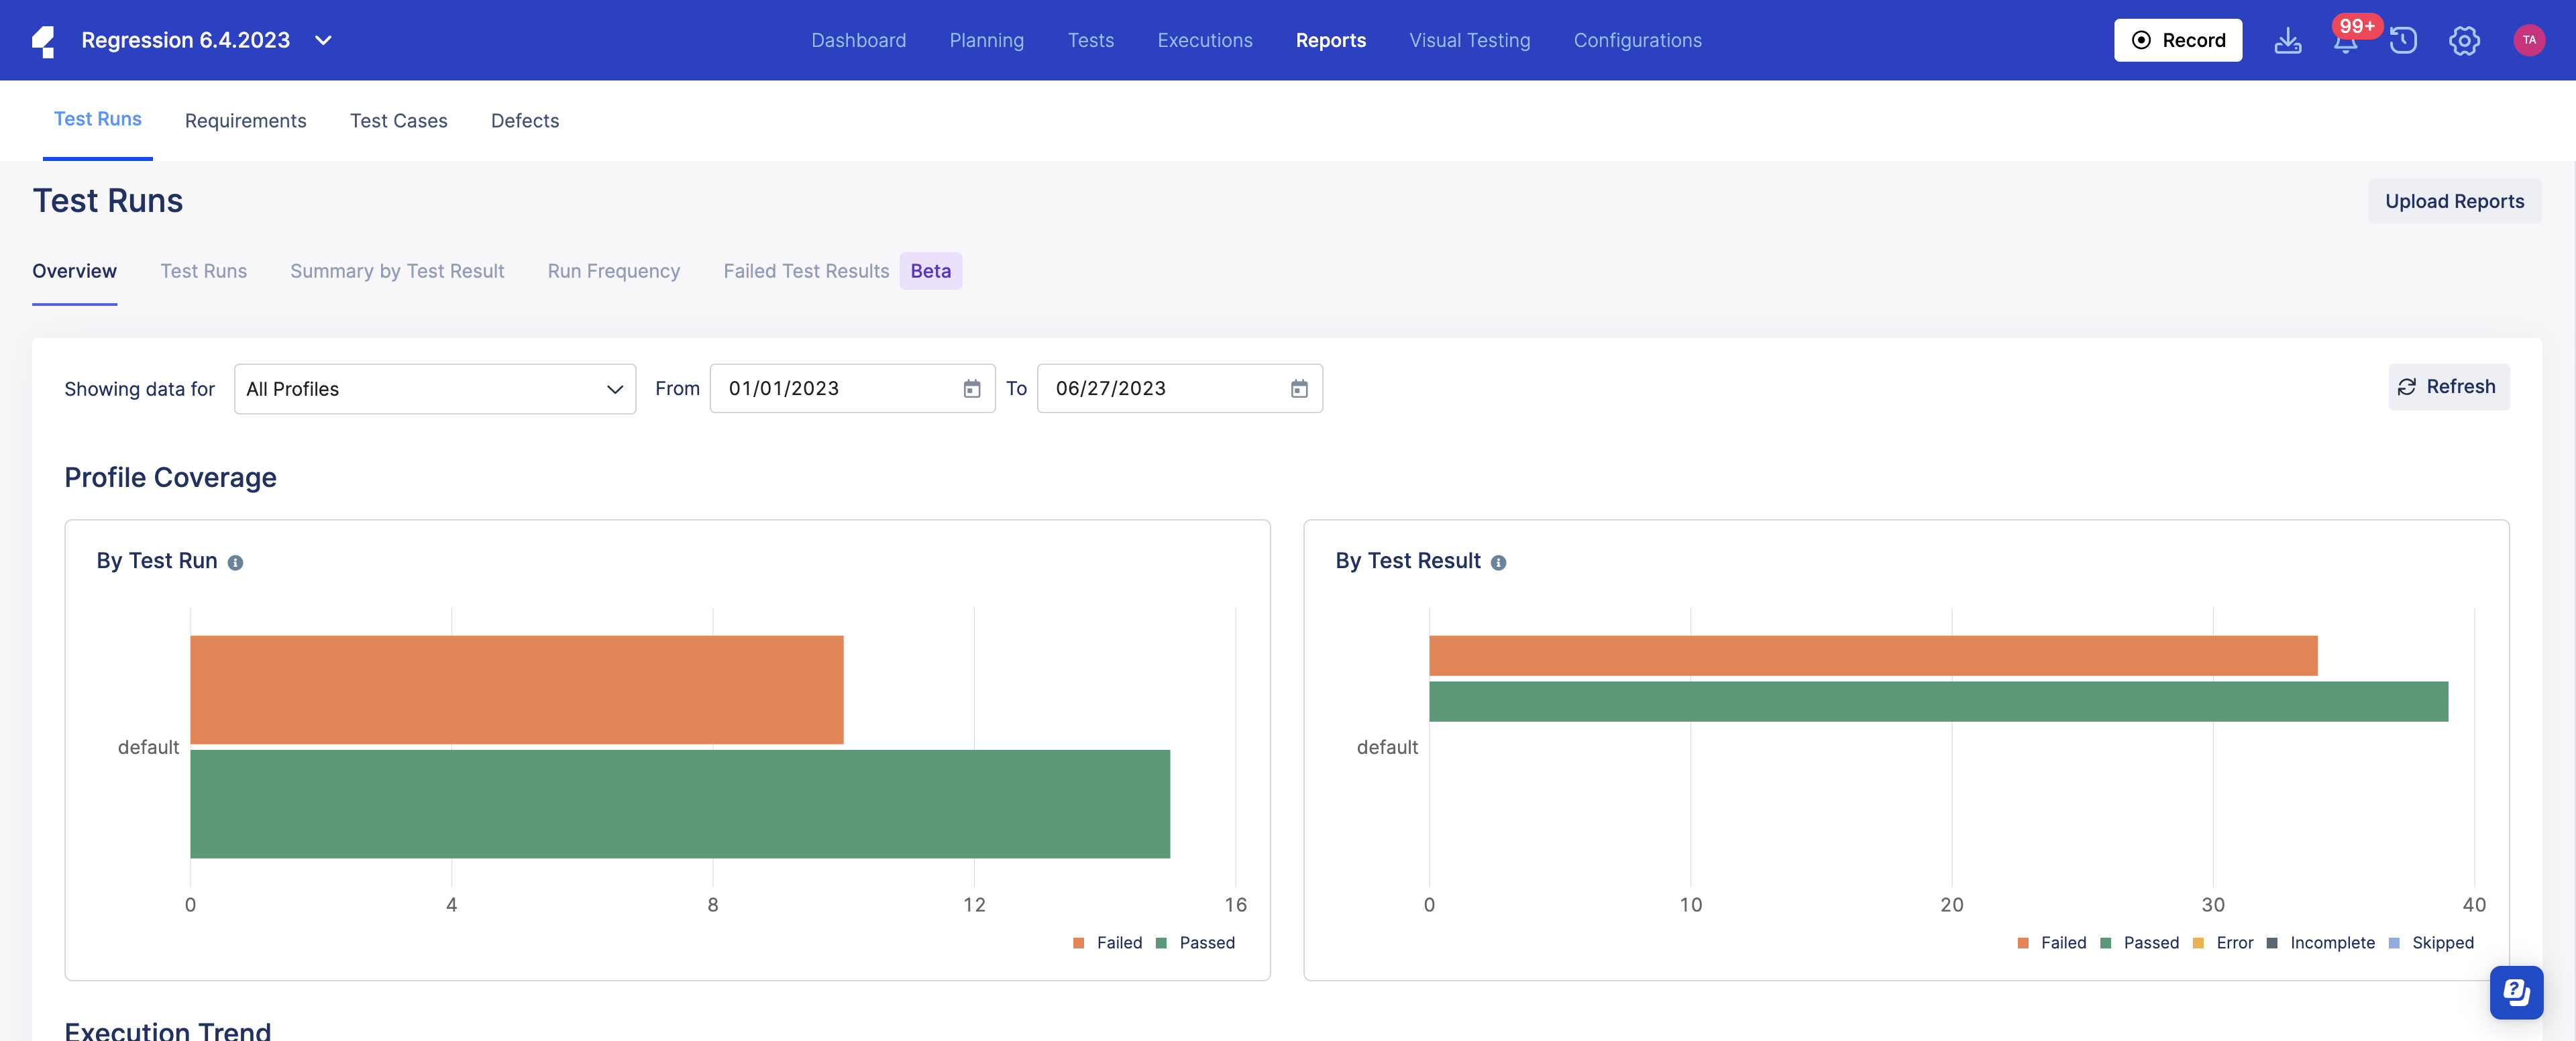 Regression 6.4.2023
Dashboard Planning Tests Executions Reports Visual Testing Configurations
Record
99+
TA
Test Runs Requirements Test Cases Defects
Test Runs
Upload Reports
Overview Test Runs Summary by Test Result Run Frequency Failed Test Results Beta
Showing data for All Profiles From 01/01/2023 To 06/27/2023
Refresh
Profile Coverage
By Test Run
default
0 4 8 12 16
Failed Passed
By Test Result
default
0 10 20 30 40
Failed Passed Error Incomplete Skipped
Execution Trend